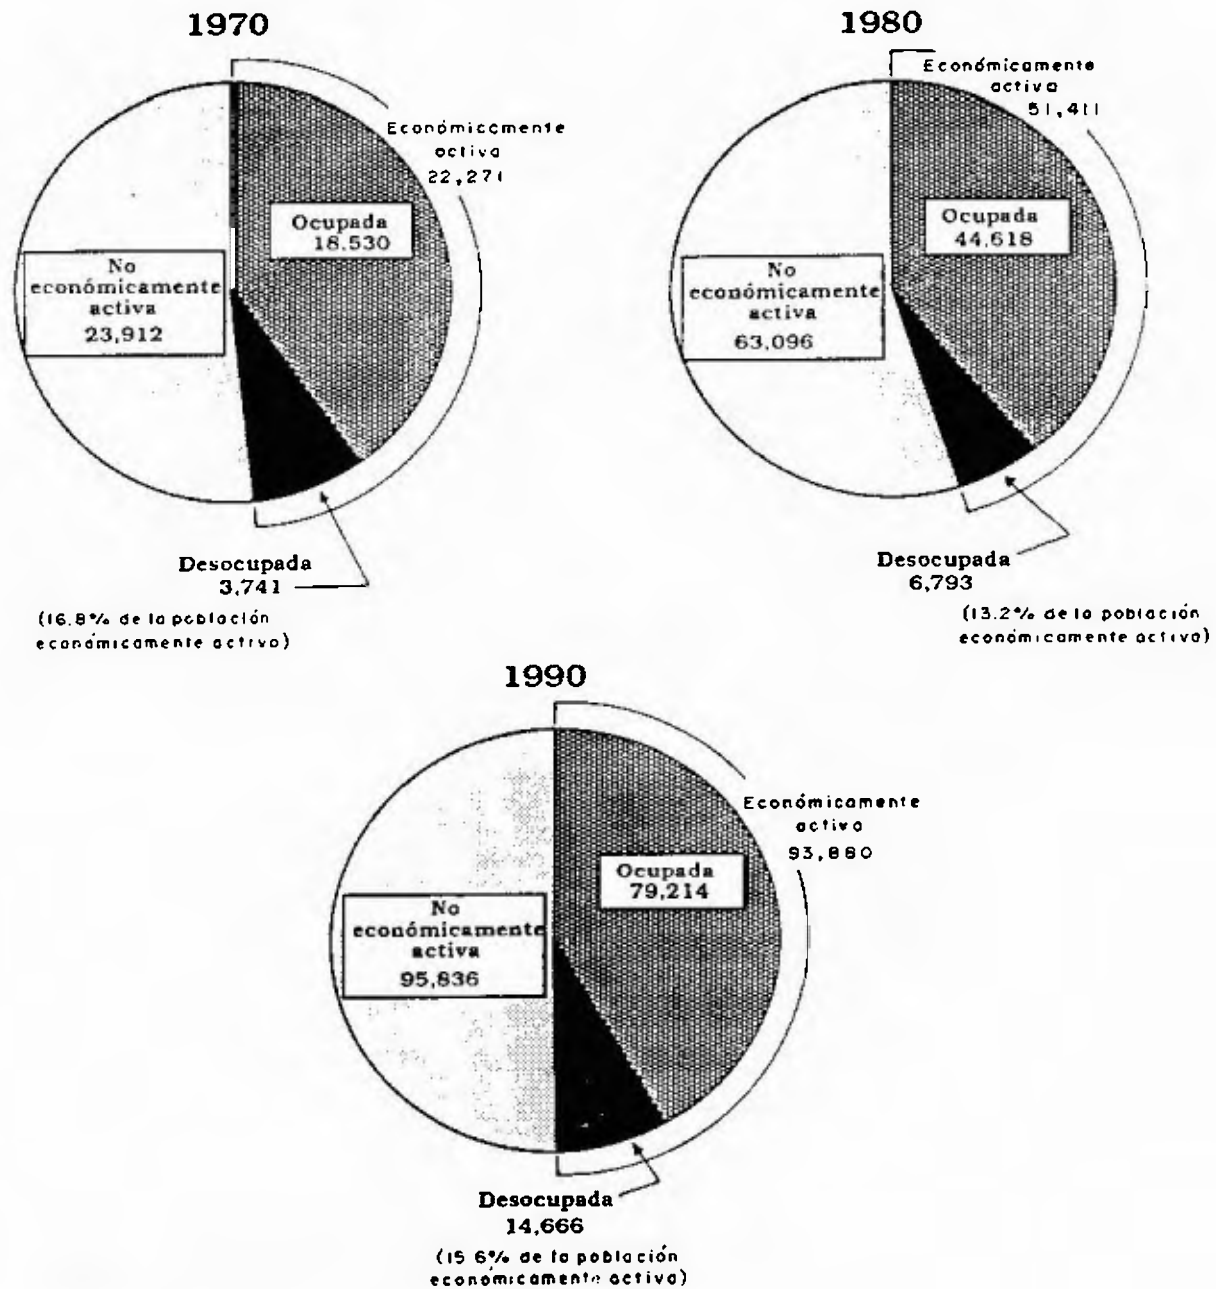 1970
Económicamente
activa
22,271
Ocupada
18.530
No
económicamente
activa
23,912
Desocupada
3,741
(16.8% de la población
económicamente activa)
1980
Económicamente
activa
51,411
Ocupada
44.618
No
económicamente
activa
63,096
Desocupada
6,793
(13.2% de la población
económicamente activa)
1990
Económicamente
activa
93,880
Ocupada
79,214
No
económicamente
activa
95,836
Desocupada
14,666
(15 6% de la población
económicamente activa)